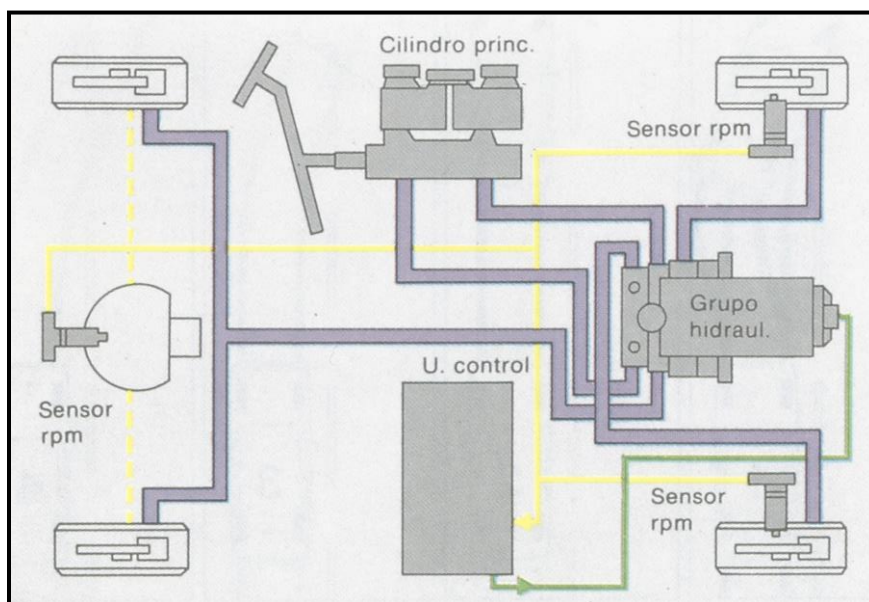 Cilindro princ.
Sensor rpm
Grupo
hidraul.
U. control
Sensor
rpm
Sensor
rpm